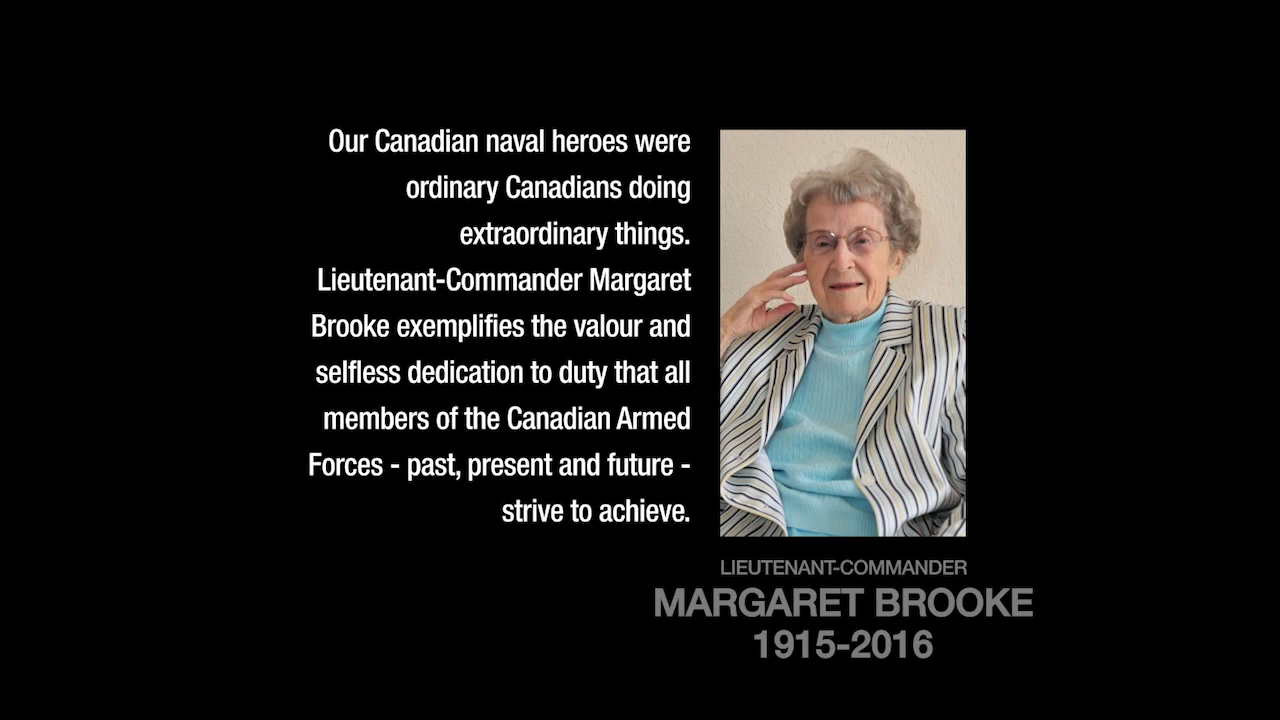 Our Canadian naval heroes were
ordinary Canadians doing
extraordinary things.
Lieutenant-Commander Margaret
Brooke exemplifies the valour and
selfless dedication to duty that all
members of the Canadian Armed
Forces - past, present and future -
strive to achieve.
LIEUTENANT-COMMANDER
MARGARET BROOKE
1915-2016